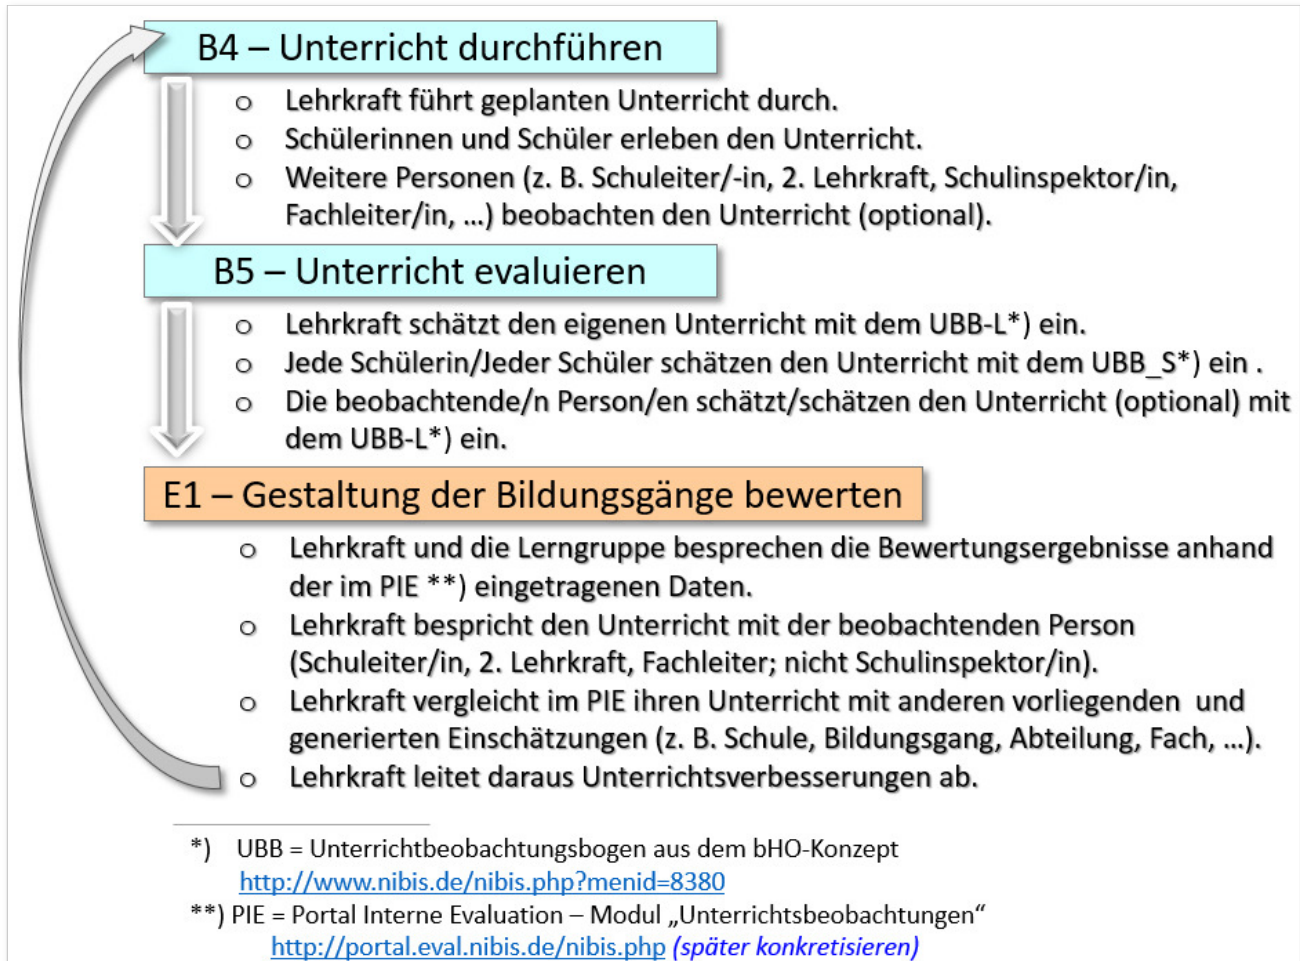 B4 – Unterricht durchführen
o Lehrkraft führt geplanten Unterricht durch.
o Schülerinnen und Schüler erleben den Unterricht.
o Weitere Personen (z. B. Schuleiter/-in, 2. Lehrkraft, Schulinspektor/in,
Fachleiter/in, ...) beobachten den Unterricht (optional).
B5 – Unterricht evaluieren
o Lehrkraft schätzt den eigenen Unterricht mit dem UBB-L*) ein.
o Jede Schülerin/Jeder Schüler schätzen den Unterricht mit dem UBB_S*) ein .
o Die beobachtende/n Person/en schätzt/schätzen den Unterricht (optional) mit
dem UBB-L*) ein.
E1 – Gestaltung der Bildungsgänge bewerten
o Lehrkraft und die Lerngruppe besprechen die Bewertungsergebnisse anhand
der im PIE **) eingetragenen Daten.
o Lehrkraft bespricht den Unterricht mit der beobachtenden Person
(Schuleiter/in, 2. Lehrkraft, Fachleiter; nicht Schulinspektor/in).
o Lehrkraft vergleicht im PIE ihren Unterricht mit anderen vorliegenden und
generierten Einschätzungen (z. B. Schule, Bildungsgang, Abteilung, Fach, ...).
o Lehrkraft leitet daraus Unterrichtsverbesserungen ab.
*) UBB = Unterrichtbeobachtungsbogen aus dem bHO-Konzept
http://www.nibis.de/nibis.php?menid=8380
**) PIE = Portal Interne Evaluation – Modul „Unterrichtsbeobachtungen“
http://portal.eval.nibis.de/nibis.php (später konkretisieren)